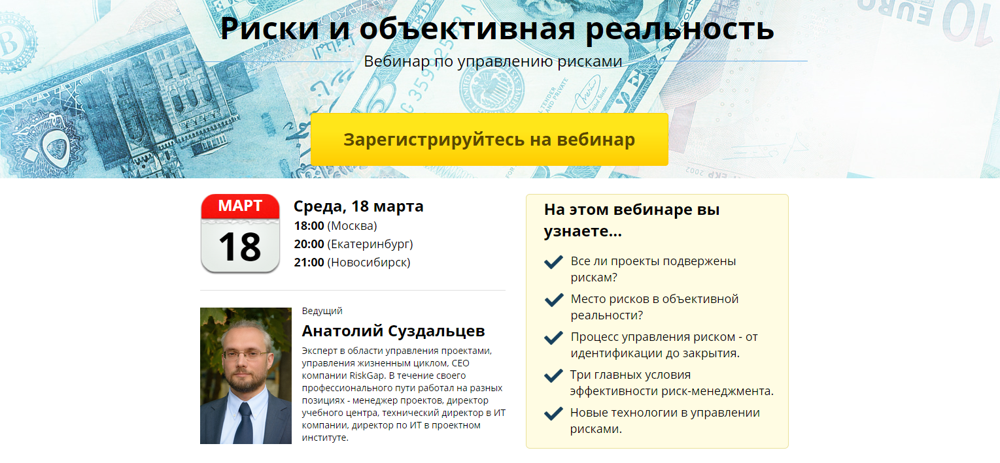 Риски и объективная реальность
Вебинар по управлению рисками
Зарегистрируйтесь на вебинар
МАРТ
18
Среда, 18 марта
18:00 (Москва)
20:00 (Екатеринбург)
21:00 (Новосибирск)
Ведущий
Анатолий Суздальцев
Эксперт в области управления проектами,
управления жизненным циклом, CEO
компании RiskGap. В течение своего
профессионального пути работал на разных
позициях - менеджер проектов, директор
учебного центра, технический директор в ИТ
компании, директор по ИТ в проектном
институте.
На этом вебинаре вы
узнаете...
Все ли проекты подвержены
рискам?
Место рисков в объективной
реальности?
Процесс управления риском - от
идентификации до закрытия.
Три главных условия
эффективности риск-менеджмента.
Новые технологии в управлении
рисками.
10
EURO